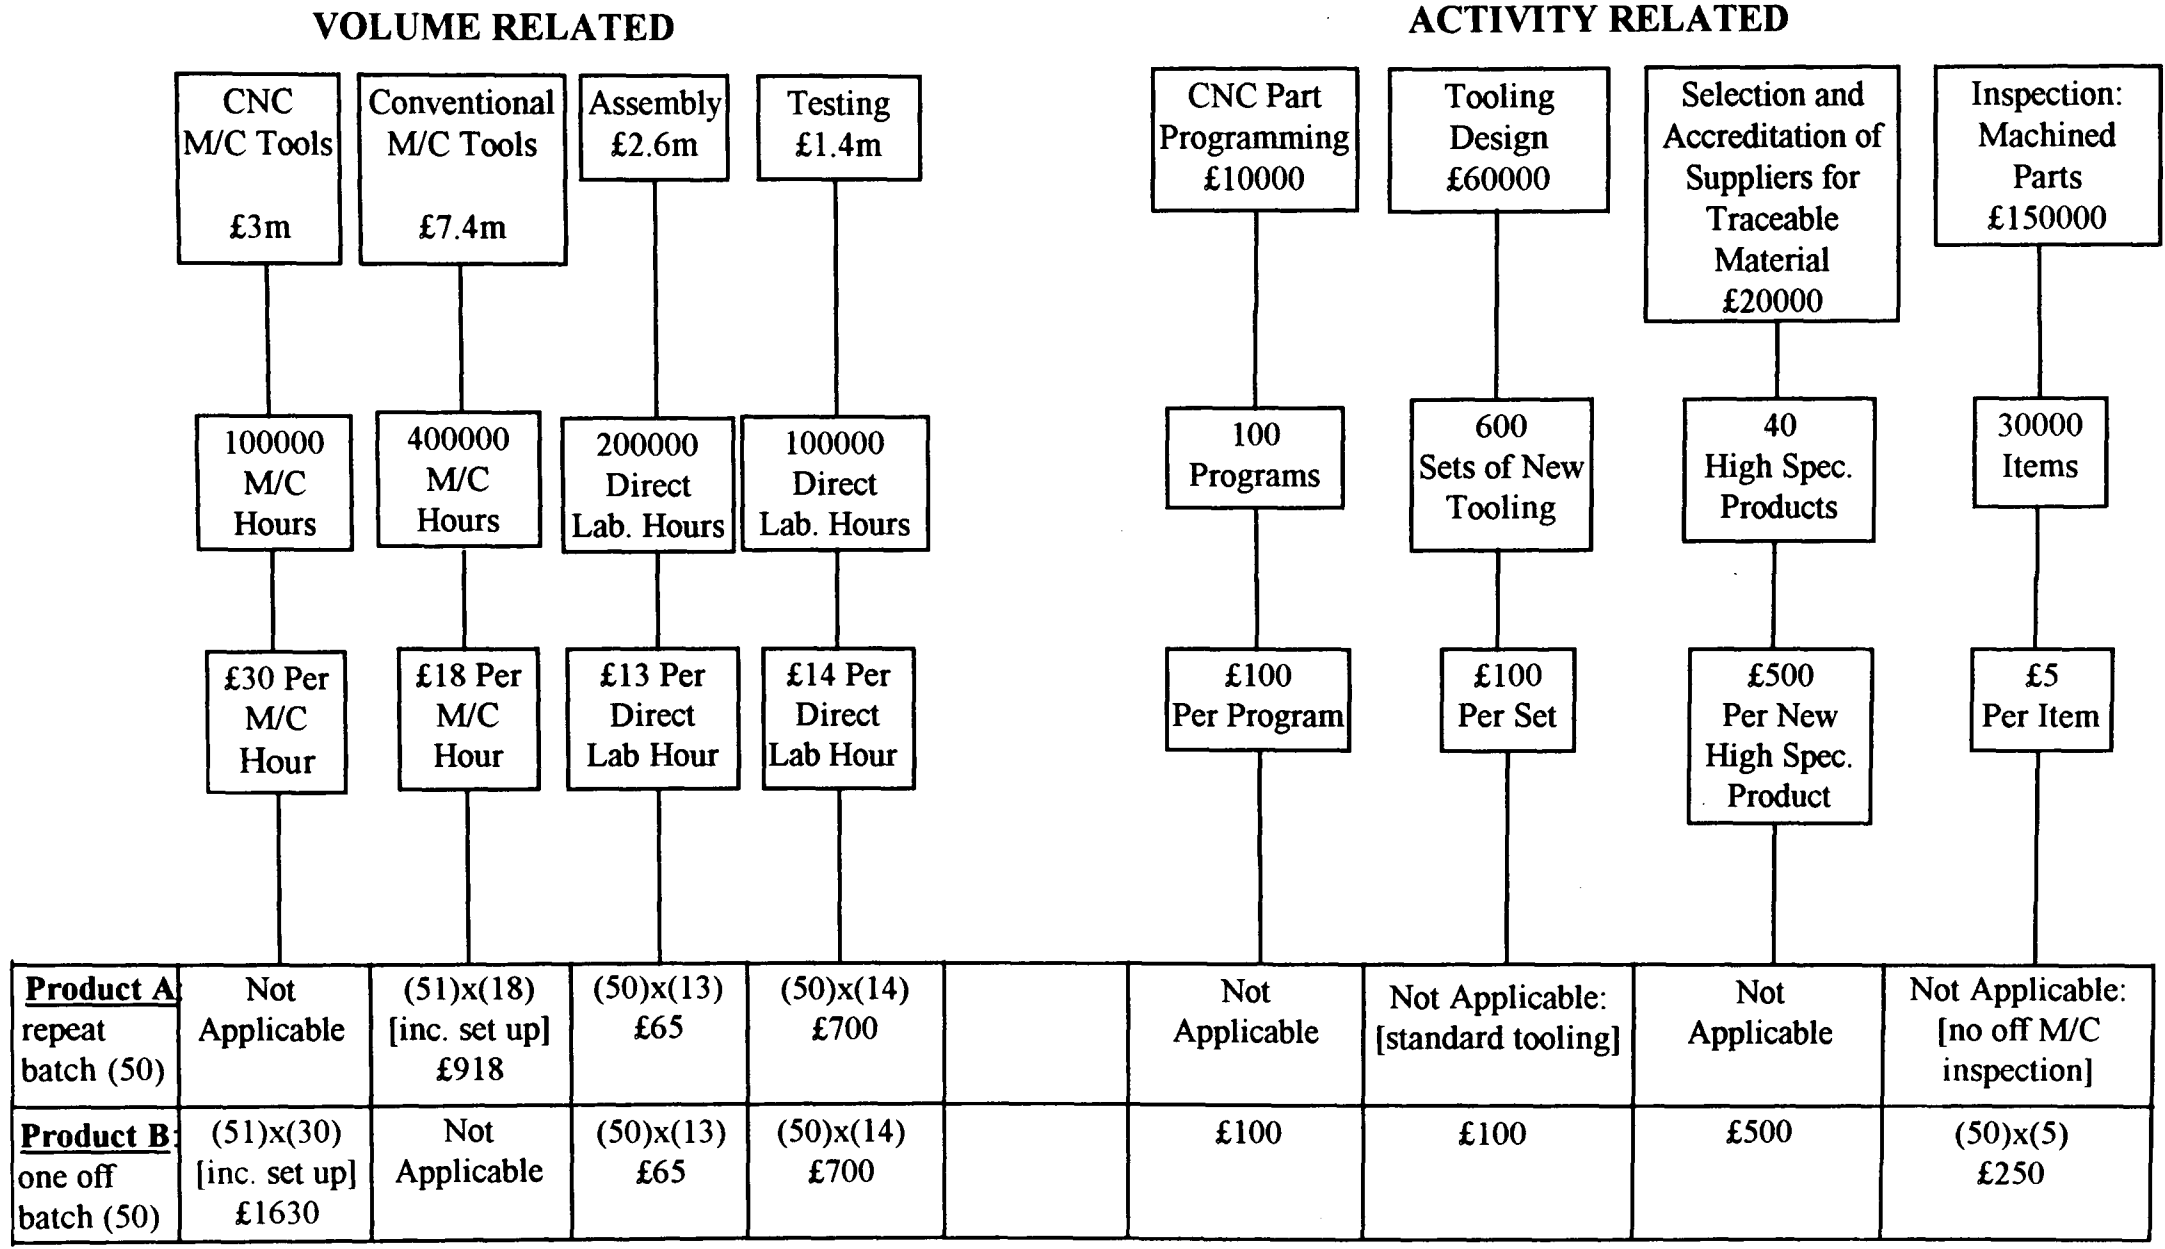 VOLUME RELATED
ACTIVITY RELATED
CNC
M/C Tools
£3m
Conventional
M/C Tools
£7.4m
Assembly
£2.6m
Testing
£1.4m
CNC Part
Programming
£10000
Tooling
Design
£60000
Selection and
Accreditation of
Suppliers for
Traceable
Material
£20000
Inspection:
Machined
Parts
£150000
100000
M/C
Hours
400000
M/C
Hours
200000
Direct
Lab. Hours
100000
Direct
Lab. Hours
100
Programs
600
Sets of New
Tooling
40
High Spec.
Products
30000
Items
£30 Per
M/C
Hour
£18 Per
M/C
Hour
£13 Per
Direct
Lab Hour
£14 Per
Direct
Lab Hour
£100
Per Program
£100
Per Set
£500
Per New
High Spec.
Product
£5
Per Item
Product A
repeat
batch (50)
Not
Applicable
(51)x(18)
[inc. set up]
£918
(50)x(13)
£65
(50)x(14)
£700
Not
Applicable
Not Applicable:
[standard tooling]
Not
Applicable
Not Applicable:
[no off M/C
inspection]
Product B:
one off
batch (50)
(51)x(30)
[inc. set up]
£1630
Not
Applicable
(50)x(13)
£65
(50)x(14)
£700
£100
£100
£500
(50)x(5)
£250